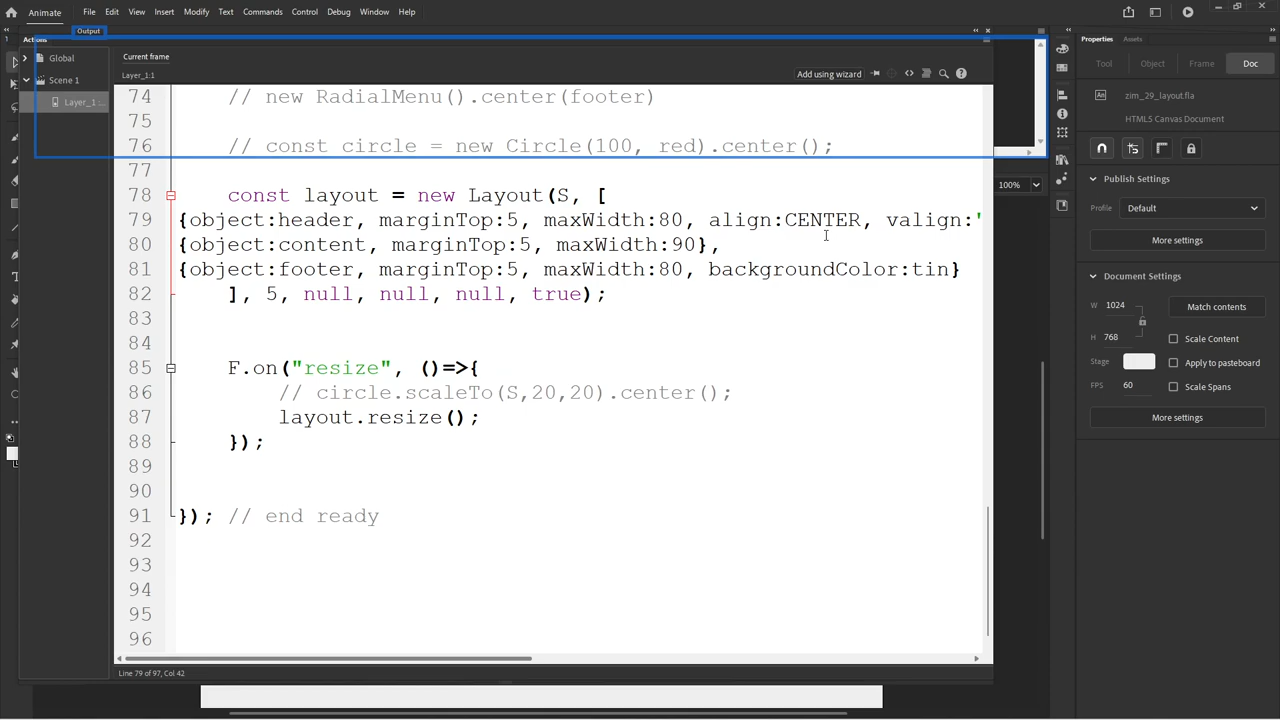 Animate File Edit View Insert Modify Text Commands Control Debug Window Help
Output
Actions
Global
Scene 1
Layer_1 :...
Current frame
Layer_1:1
Add using wizard
74 // new RadialMenu().center(footer)
75
76 // const circle = new Circle(100, red).center();
77
78 const layout = new Layout(S, [
79 {object:header, marginTop:5, maxWidth:80, align:CENTER, valign:'
80 {object:content, marginTop:5, maxWidth:90},
81 {object:footer, marginTop:5, maxWidth:80, backgroundColor:tin}
82 ], 5, null, null, null, true);
83
84
85 F.on("resize", ()=>{
86 // circle.scaleTo(S,20,20).center();
87 layout.resize();
88 });
89
90
91 }); // end ready
92
93
94
95
96
Line 79 of 97, Col 42
100%
Properties Assets
Tool Object Frame Doc
An zim_29_layout.fla
HTML5 Canvas Document
Publish Settings
Profile Default
More settings
Document Settings
W 1024 Match contents
H 768 Scale Content
Stage Apply to pasteboard
FPS 60 Scale Spans
More settings